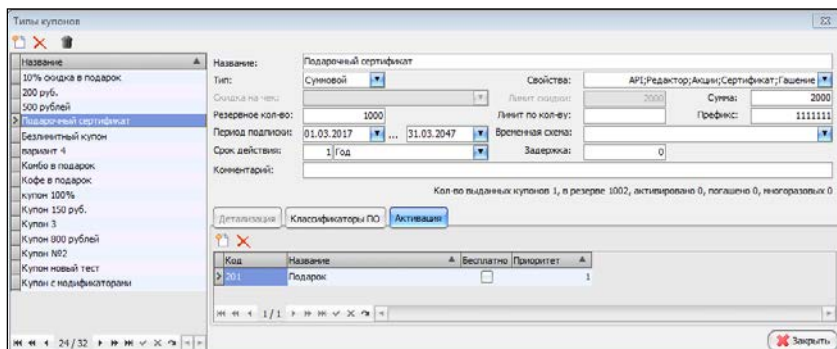 Типы купонов
Название
10% скидка в подарок
200 руб.
500 рублей
Подарочный сертификат
Безлимитный купон
вариант 4
Комбо в подарок
Кофе в подарок
купон 100%
Купон 150 руб.
Купон 3
Купон 800 рублей
Купон №2
Купон новый тест
Купон с модификаторами
24 / 32
Название: Подарочный сертификат
Тип: Суммовой Свойства: API;Редактор;Акции;Сертификат;Гашение
Скидка на чек: Лимит скидки: 2000 Сумма: 2000
Резервное кол-во: 1000 Лимит по кол-ву: Префикс: 1111111
Период подписки: 01.03.2017 ... 31.03.2047 Временная схема:
Срок действия: 1 Год Задержка: 0
Комментарий:
Кол-во выданных купонов 1, в резерве 1002, активировано 0, погашено 0, многоразовых 0
Детализация Классификаторы ПО Активация
Код Название Бесплатно Приоритет
201 Подарок 1
1 / 1
Закрыть